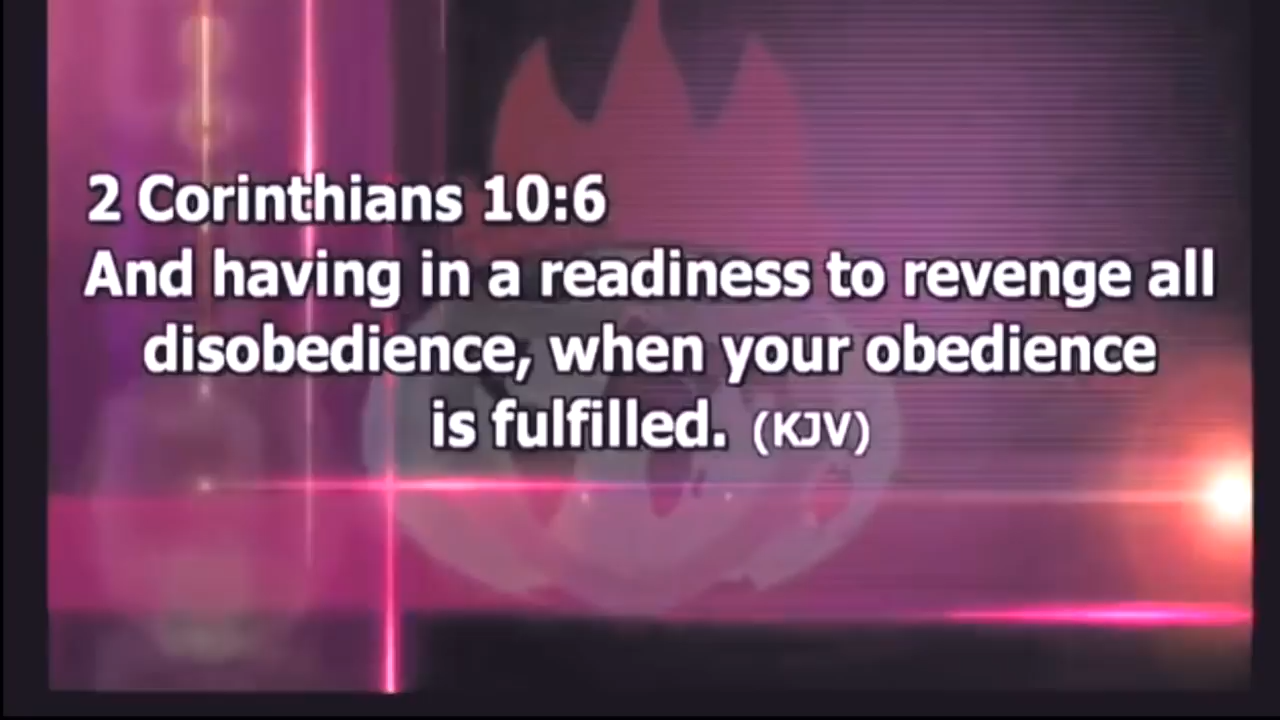 2 Corinthians 10:6
And having in a readiness to revenge all
disobedience, when your obedience
is fulfilled. (KJV)